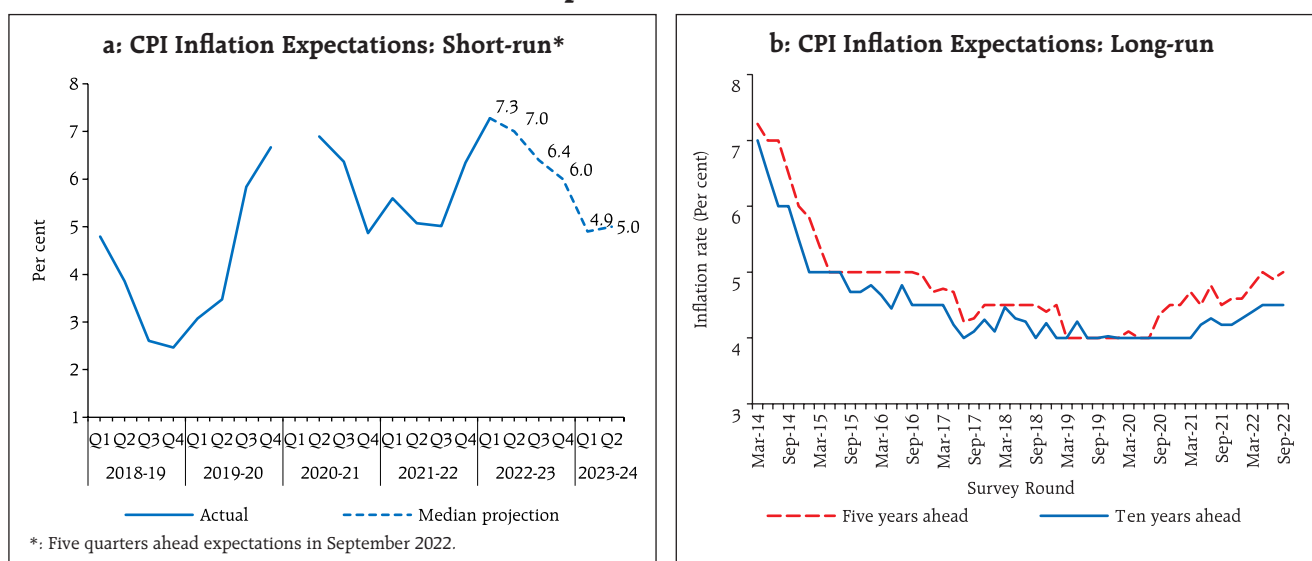 a: CPI Inflation Expectations: Short-run*
8
7
6
5
4
3
2
1
Per cent
7.3
7.0
6.4
6.0
4.9
5.0
Q1 Q2 Q3 Q4 Q1 Q2 Q3 Q4 Q1 Q2 Q3 Q4 Q1 Q2 Q3 Q4 Q1 Q2 Q3 Q4 Q1 Q2
2018-19 2019-20 2020-21 2021-22 2022-23 2023-24
Actual Median projection
*: Five quarters ahead expectations in September 2022.
b: CPI Inflation Expectations: Long-run
8
7
6
5
4
3
Inflation rate (Per cent)
Mar-14 Sep-14 Mar-15 Sep-15 Mar-16 Sep-16 Mar-17 Sep-17 Mar-18 Sep-18 Mar-19 Sep-19 Mar-20 Sep-20 Mar-21 Sep-21 Mar-22 Sep-22
Survey Round
Five years ahead Ten years ahead